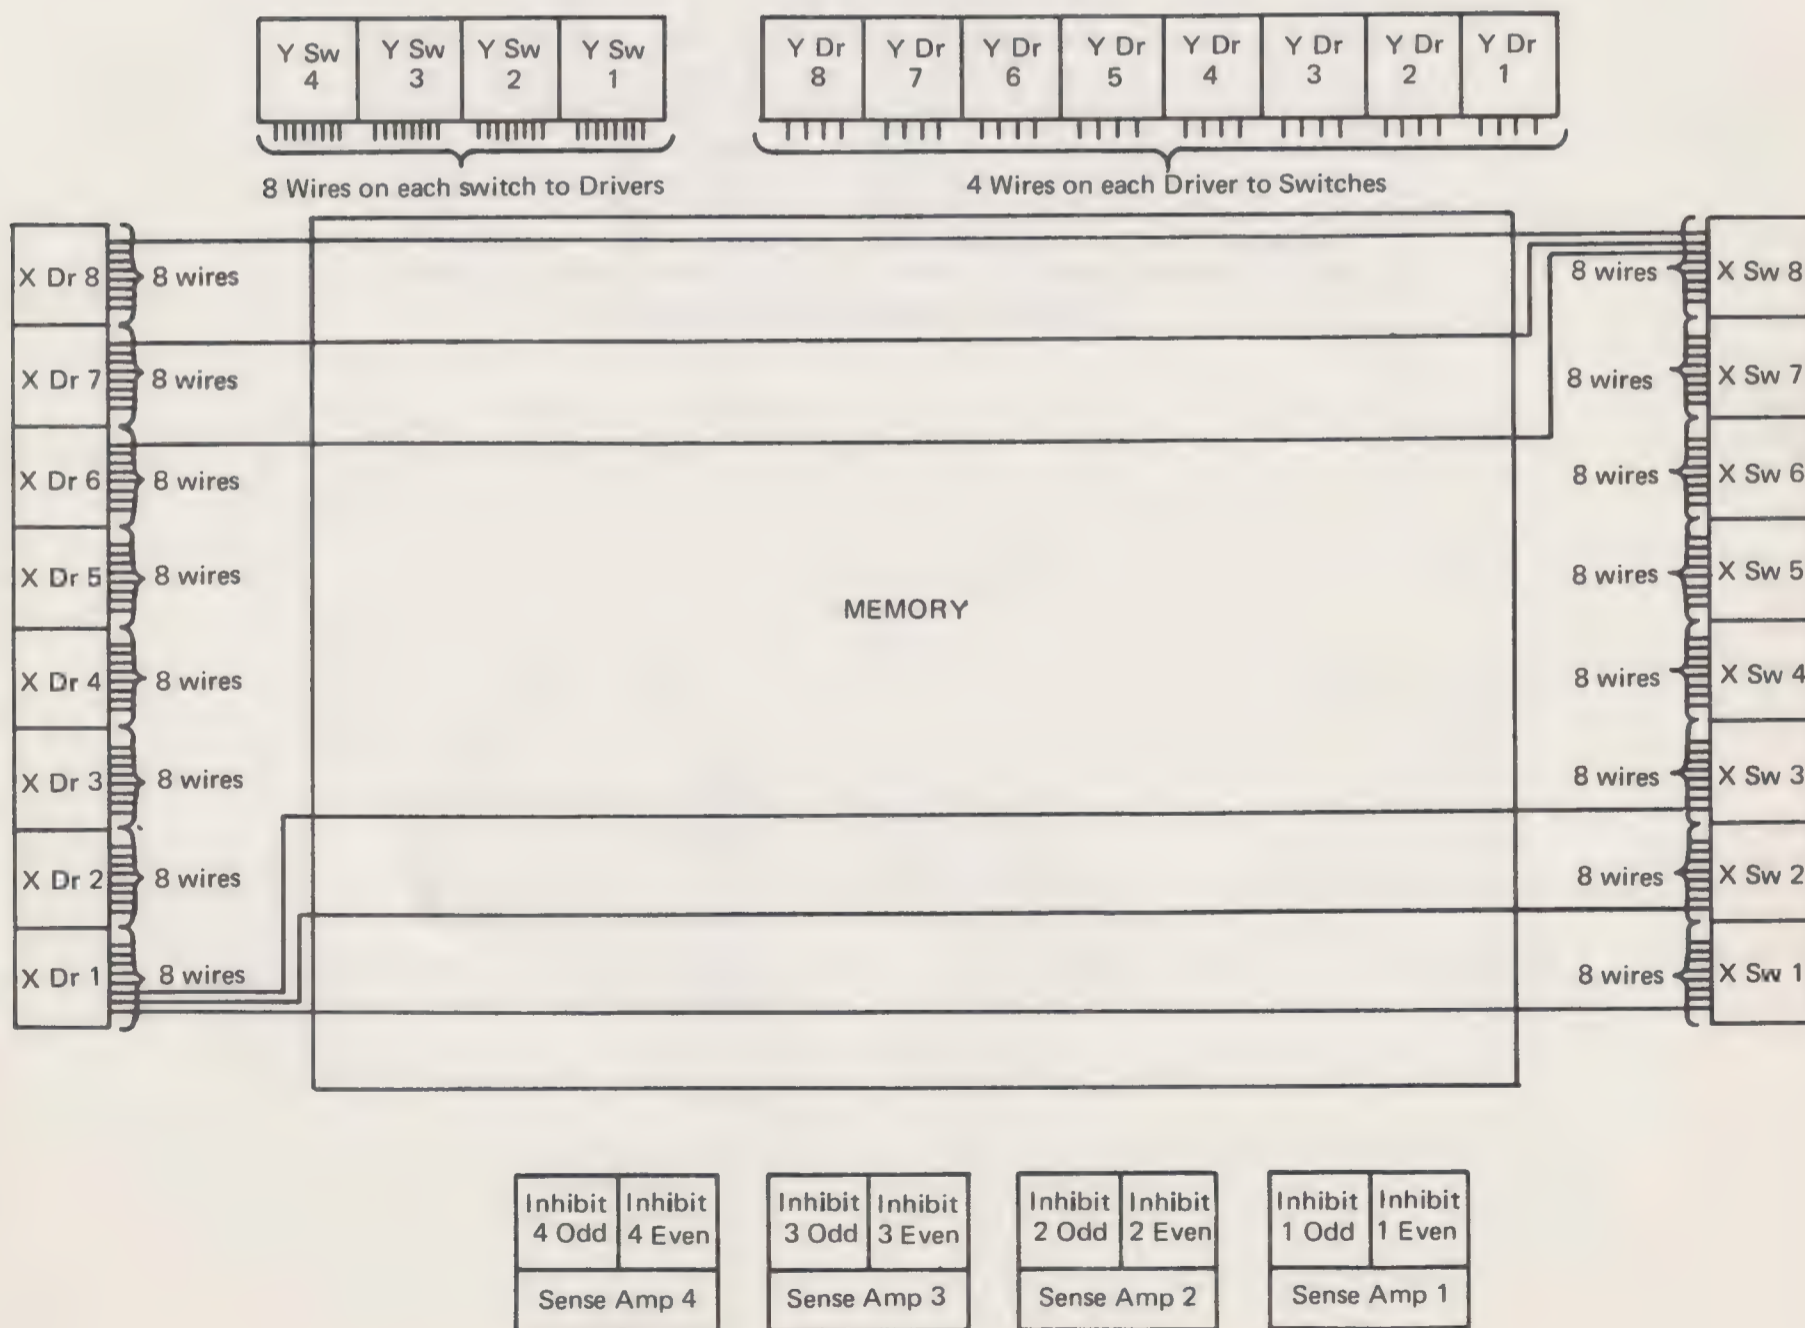 Y Sw 4
Y Sw 3
Y Sw 2
Y Sw 1
Y Dr 8
Y Dr 7
Y Dr 6
Y Dr 5
Y Dr 4
Y Dr 3
Y Dr 2
Y Dr 1
8 Wires on each switch to Drivers
4 Wires on each Driver to Switches
X Dr 8
8 wires
8 wires
X Sw 8
X Dr 7
8 wires
8 wires
X Sw 7
X Dr 6
8 wires
8 wires
X Sw 6
X Dr 5
8 wires
8 wires
X Sw 5
MEMORY
X Dr 4
8 wires
8 wires
X Sw 4
X Dr 3
8 wires
8 wires
X Sw 3
X Dr 2
8 wires
8 wires
X Sw 2
X Dr 1
8 wires
8 wires
X Sw 1
Inhibit
4 Odd
Inhibit
4 Even
Sense Amp 4
Inhibit
3 Odd
Inhibit
3 Even
Sense Amp 3
Inhibit
2 Odd
Inhibit
2 Even
Sense Amp 2
Inhibit
1 Odd
Inhibit
1 Even
Sense Amp 1